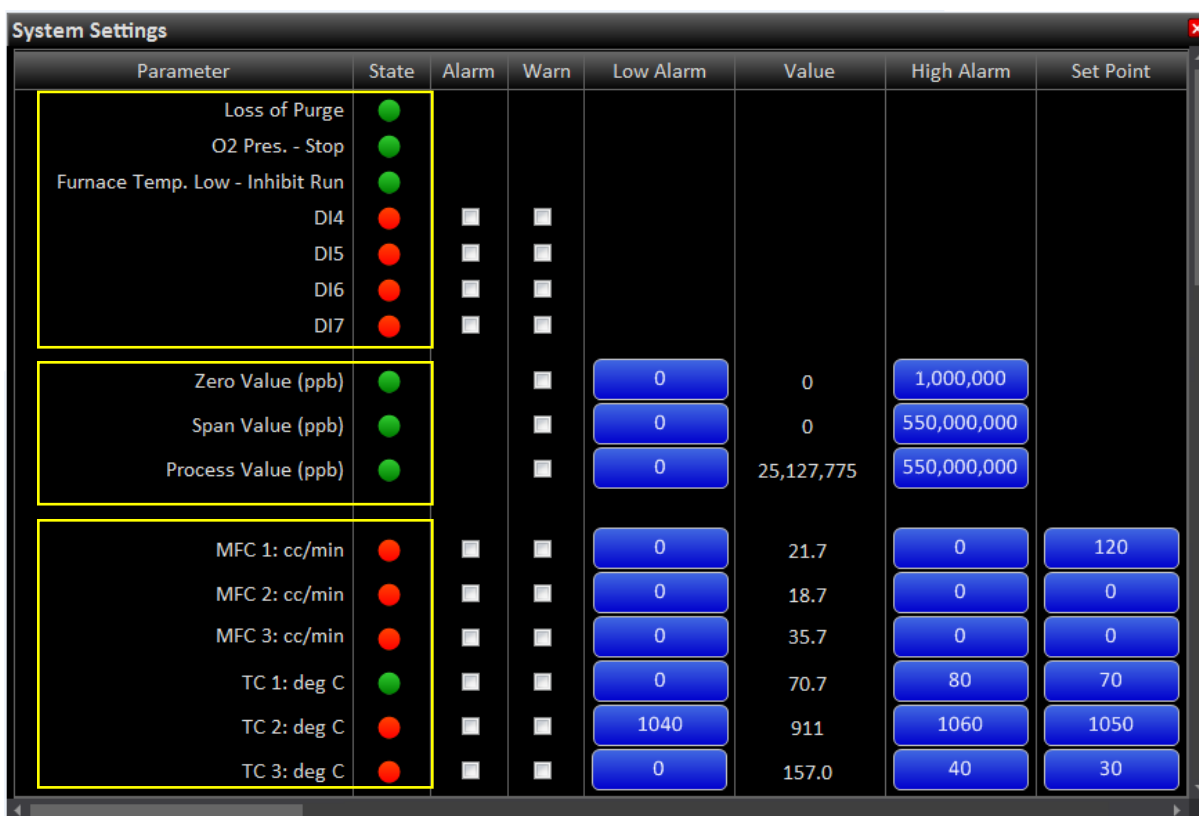 System Settings
Parameter State Alarm Warn Low Alarm Value High Alarm Set Point
Loss of Purge
O2 Pres. - Stop
Furnace Temp. Low - Inhibit Run
DI4
DI5
DI6
DI7
Zero Value (ppb) 0 0 1,000,000
Span Value (ppb) 0 0 550,000,000
Process Value (ppb) 0 25,127,775 550,000,000
MFC 1: cc/min 0 21.7 0 120
MFC 2: cc/min 0 18.7 0 0
MFC 3: cc/min 0 35.7 0 0
TC 1: deg C 0 70.7 80 70
TC 2: deg C 1040 911 1060 1050
TC 3: deg C 0 157.0 40 30